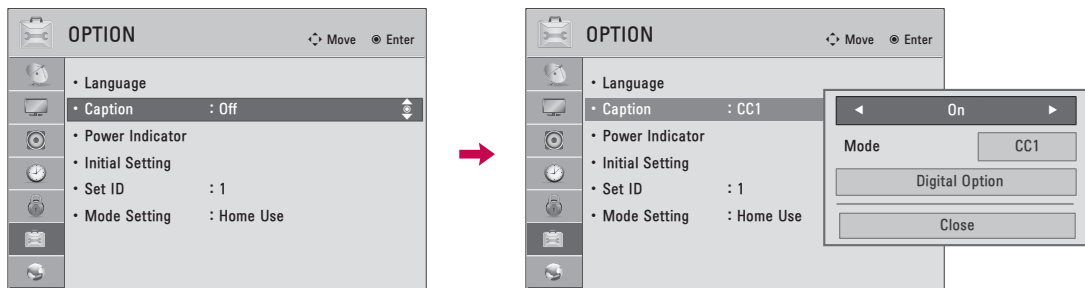 OPTION
Move Enter
• Language
• Caption : Off
• Power Indicator
• Initial Setting
• Set ID : 1
• Mode Setting : Home Use
OPTION
Move Enter
• Language
• Caption : CC1
• Power Indicator
• Initial Setting
• Set ID : 1
• Mode Setting : Home Use
On
Mode CC1
Digital Option
Close